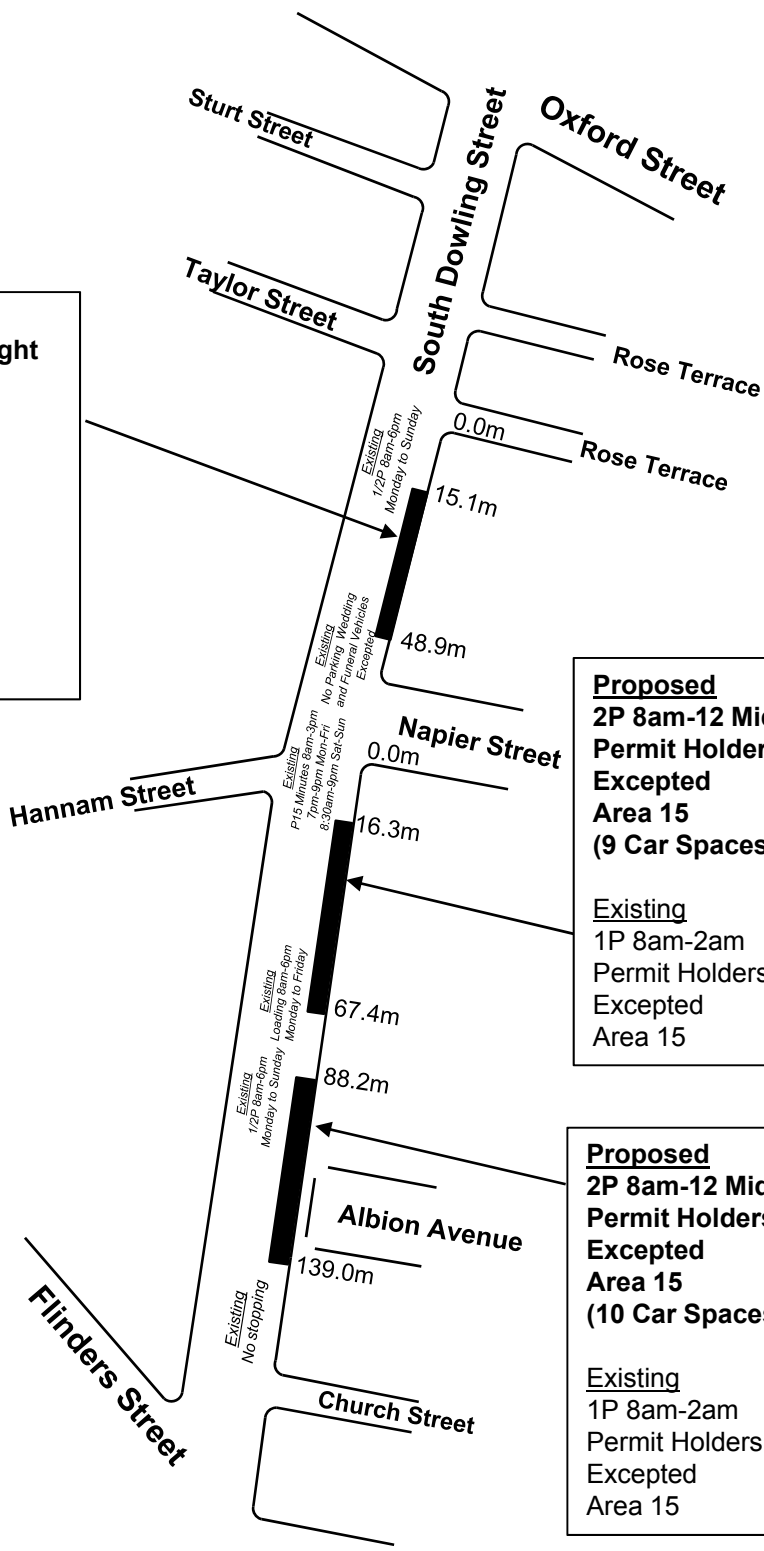 Sturt Street
Oxford Street
South Dowling Street
Taylor Street
Rose Terrace
ght
Existing
1/2P 8am-6pm
Monday to Sunday
0.0m
Rose Terrace
15.1m
Existing
No Parking Wedding
and Funeral Vehicles
Excepted
48.9m
Napier Street
Existing
P15 Minutes 8am-3pm
7pm-9pm Mon-Fri
8:30am-9pm Sat-Sun
0.0m
Hannam Street
16.3m
Proposed
2P 8am-12 Mid
Permit Holder
Excepted
Area 15
(9 Car Spaces
Existing
1P 8am-2am
Permit Holders
Excepted
Area 15
Existing
Loading 8am-6pm
Monday to Friday
67.4m
Existing
1/2P 8am-6pm
Monday to Sunday
88.2m
Proposed
2P 8am-12 Mid
Permit Holders
Excepted
Area 15
(10 Car Spaces
Existing
1P 8am-2am
Permit Holders
Excepted
Area 15
Albion Avenue
139.0m
Existing
No stopping
Flinders Street
Church Street